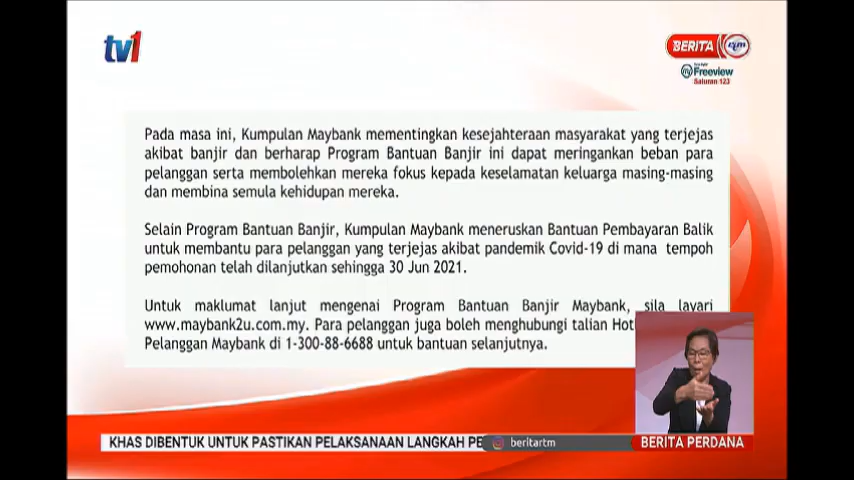 tv1
BERITA rtm
myFreeview
Saluran 123
Pada masa ini, Kumpulan Maybank mementingkan kesejahteraan masyarakat yang terjejas
akibat banjir dan berharap Program Bantuan Banjir ini dapat meringankan beban para
pelanggan serta membolehkan mereka fokus kepada keselamatan keluarga masing-masing
dan membina semula kehidupan mereka.
Selain Program Bantuan Banjir, Kumpulan Maybank meneruskan Bantuan Pembayaran Balik
untuk membantu para pelanggan yang terjejas akibat pandemik Covid-19 di mana tempoh
pemohonan telah dilanjutkan sehingga 30 Jun 2021.
Untuk maklumat lanjut mengenai Program Bantuan Banjir Maybank, sila layari
www.maybank2u.com.my. Para pelanggan juga boleh menghubungi talian Hot
Pelanggan Maybank di 1-300-88-6688 untuk bantuan selanjutnya.
KHAS DIBENTUK UNTUK PASTIKAN PELAKSANAAN LANGKAH PE
beritartm
BERITA PERDANA